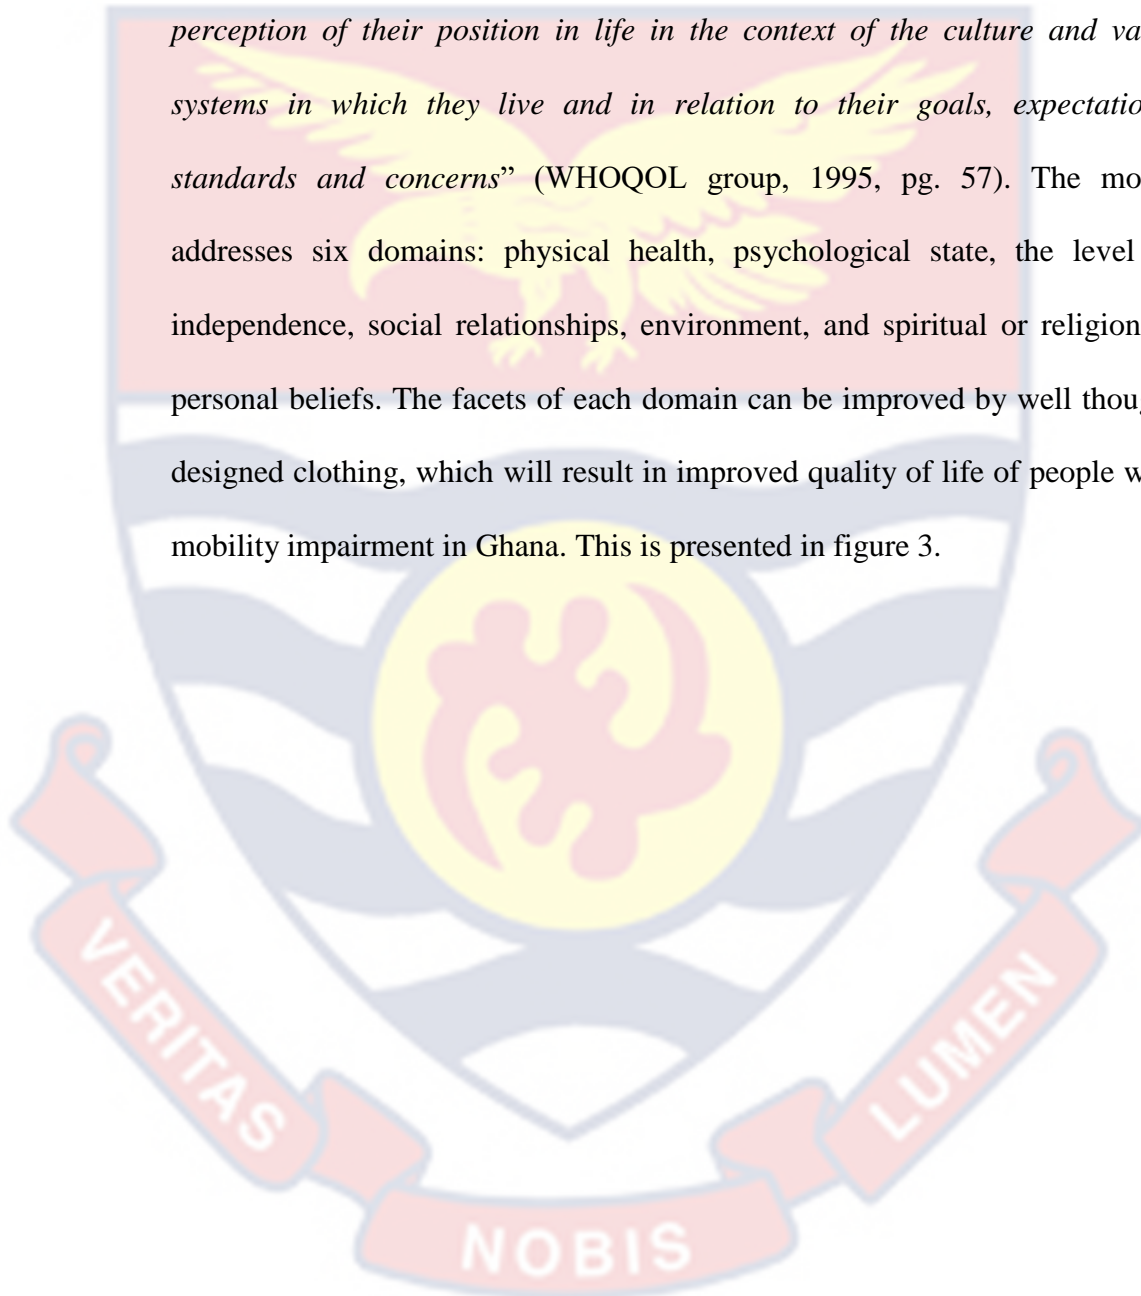 perception of their position in life in the context of the culture and va
systems in which they live and in relation to their goals, expectatio
standards and concerns” (WHOQOL group, 1995, pg. 57). The mo
addresses six domains: physical health, psychological state, the level
independence, social relationships, environment, and spiritual or religion
personal beliefs. The facets of each domain can be improved by well thoug
designed clothing, which will result in improved quality of life of people w
mobility impairment in Ghana. This is presented in figure 3.
VERITAS
NOBIS
LUMEN